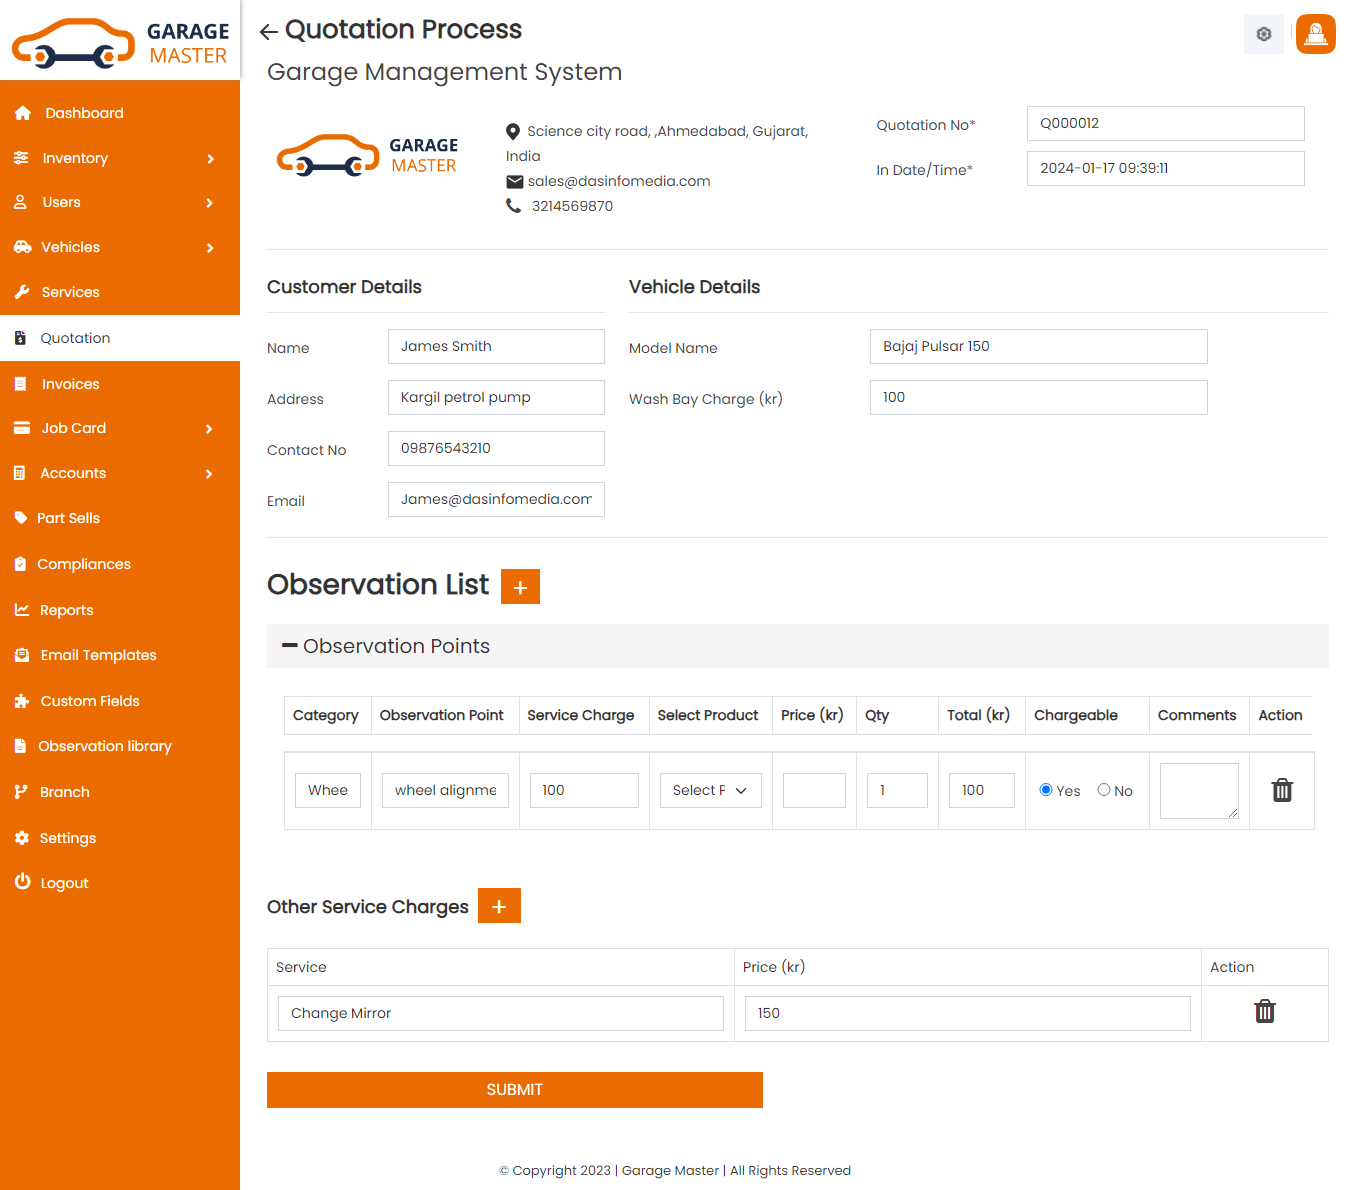 GARAGE
MASTER
Dashboard
Inventory
Users
Vehicles
Services
Quotation
Invoices
Job Card
Accounts
Part Sells
Compliances
Reports
Email Templates
Custom Fields
Observation library
Branch
Settings
Logout
Quotation Process
Garage Management System
GARAGE
MASTER
Science city road, ,Ahmedabad, Gujarat,
India
sales@dasinfomedia.com
3214569870
Quotation No* Q000012
In Date/Time* 2024-01-17 09:39:11
Customer Details
Name James Smith
Address Kargil petrol pump
Contact No 09876543210
Email James@dasinfomedia.com
Vehicle Details
Model Name Bajaj Pulsar 150
Wash Bay Charge (kr) 100
Observation List +
Observation Points
Category Observation Point Service Charge Select Product Price (kr) Qty Total (kr) Chargeable Comments Action
Whee wheel alignme 100 Select F 1 100 Yes No
Other Service Charges +
Service Price (kr) Action
Change Mirror 150
SUBMIT
© Copyright 2023 | Garage Master | All Rights Reserved